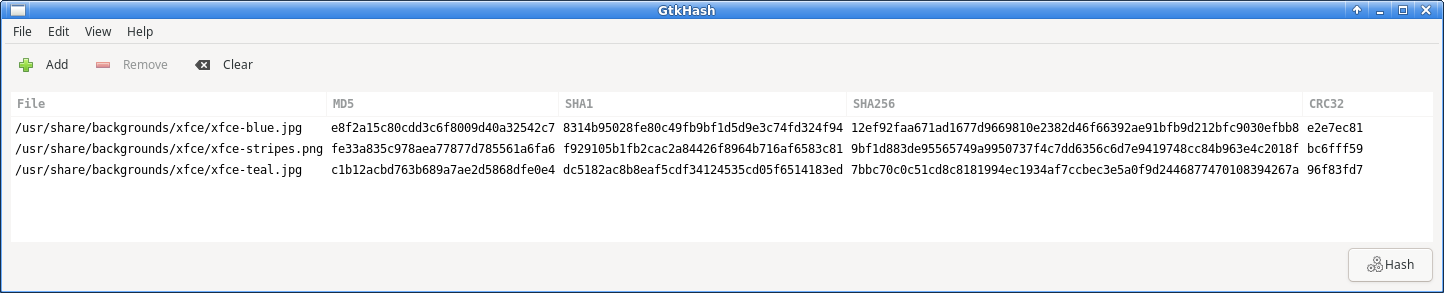 GtkHash
File Edit View Help
Add Remove Clear
File MD5 SHA1 SHA256 CRC32
/usr/share/backgrounds/xfce/xfce-blue.jpg e8f2a15c80cdd3c6f8009d40a32542c7 8314b95028fe80c49fb9bf1d5d9e3c74fd324f94 12ef92faa671ad1677d9669810e2382d46f66392ae91bfb9d212bfc9030efbb8 e2e7ec81
/usr/share/backgrounds/xfce/xfce-stripes.png fe33a835c978aea77877d785561a6fa6 f929105b1fb2cac2a84426f8964b716af6583c81 9bf1d883de95565749a9950737f4c7dd6356c6d7e9419748cc84b963e4c2018f bc6fff59
/usr/share/backgrounds/xfce/xfce-teal.jpg c1b12acbd763b689a7ae2d5868dfe0e4 dc5182ac8b8eaf5cdf34124535cd05f6514183ed 7bbc70c0c51cd8c8181994ec1934af7ccbec3e5a0f9d2446877470108394267a 96f83fd7
Hash